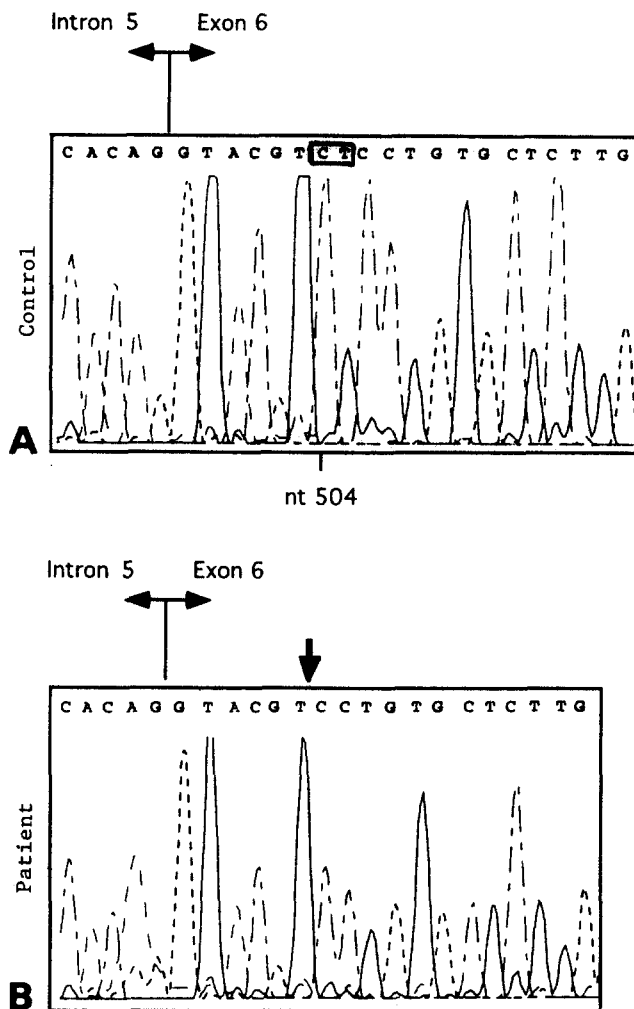 Intron 5 Exon 6
C A C A G G T A C G T C T C C T G T G C T C T T G
Control
A
nt 504
Intron 5 Exon 6
C A C A G G T A C G T C C T G T G C T C T T G
Patient
B